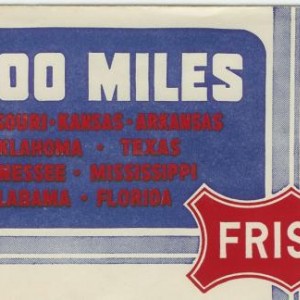 00 MILES
SOURI · KANSAS · ARKANSAS
KLAHOMA · TEXAS
NESSEE · MISSISSIPPI
LABAMA · FLORIDA
FRIS